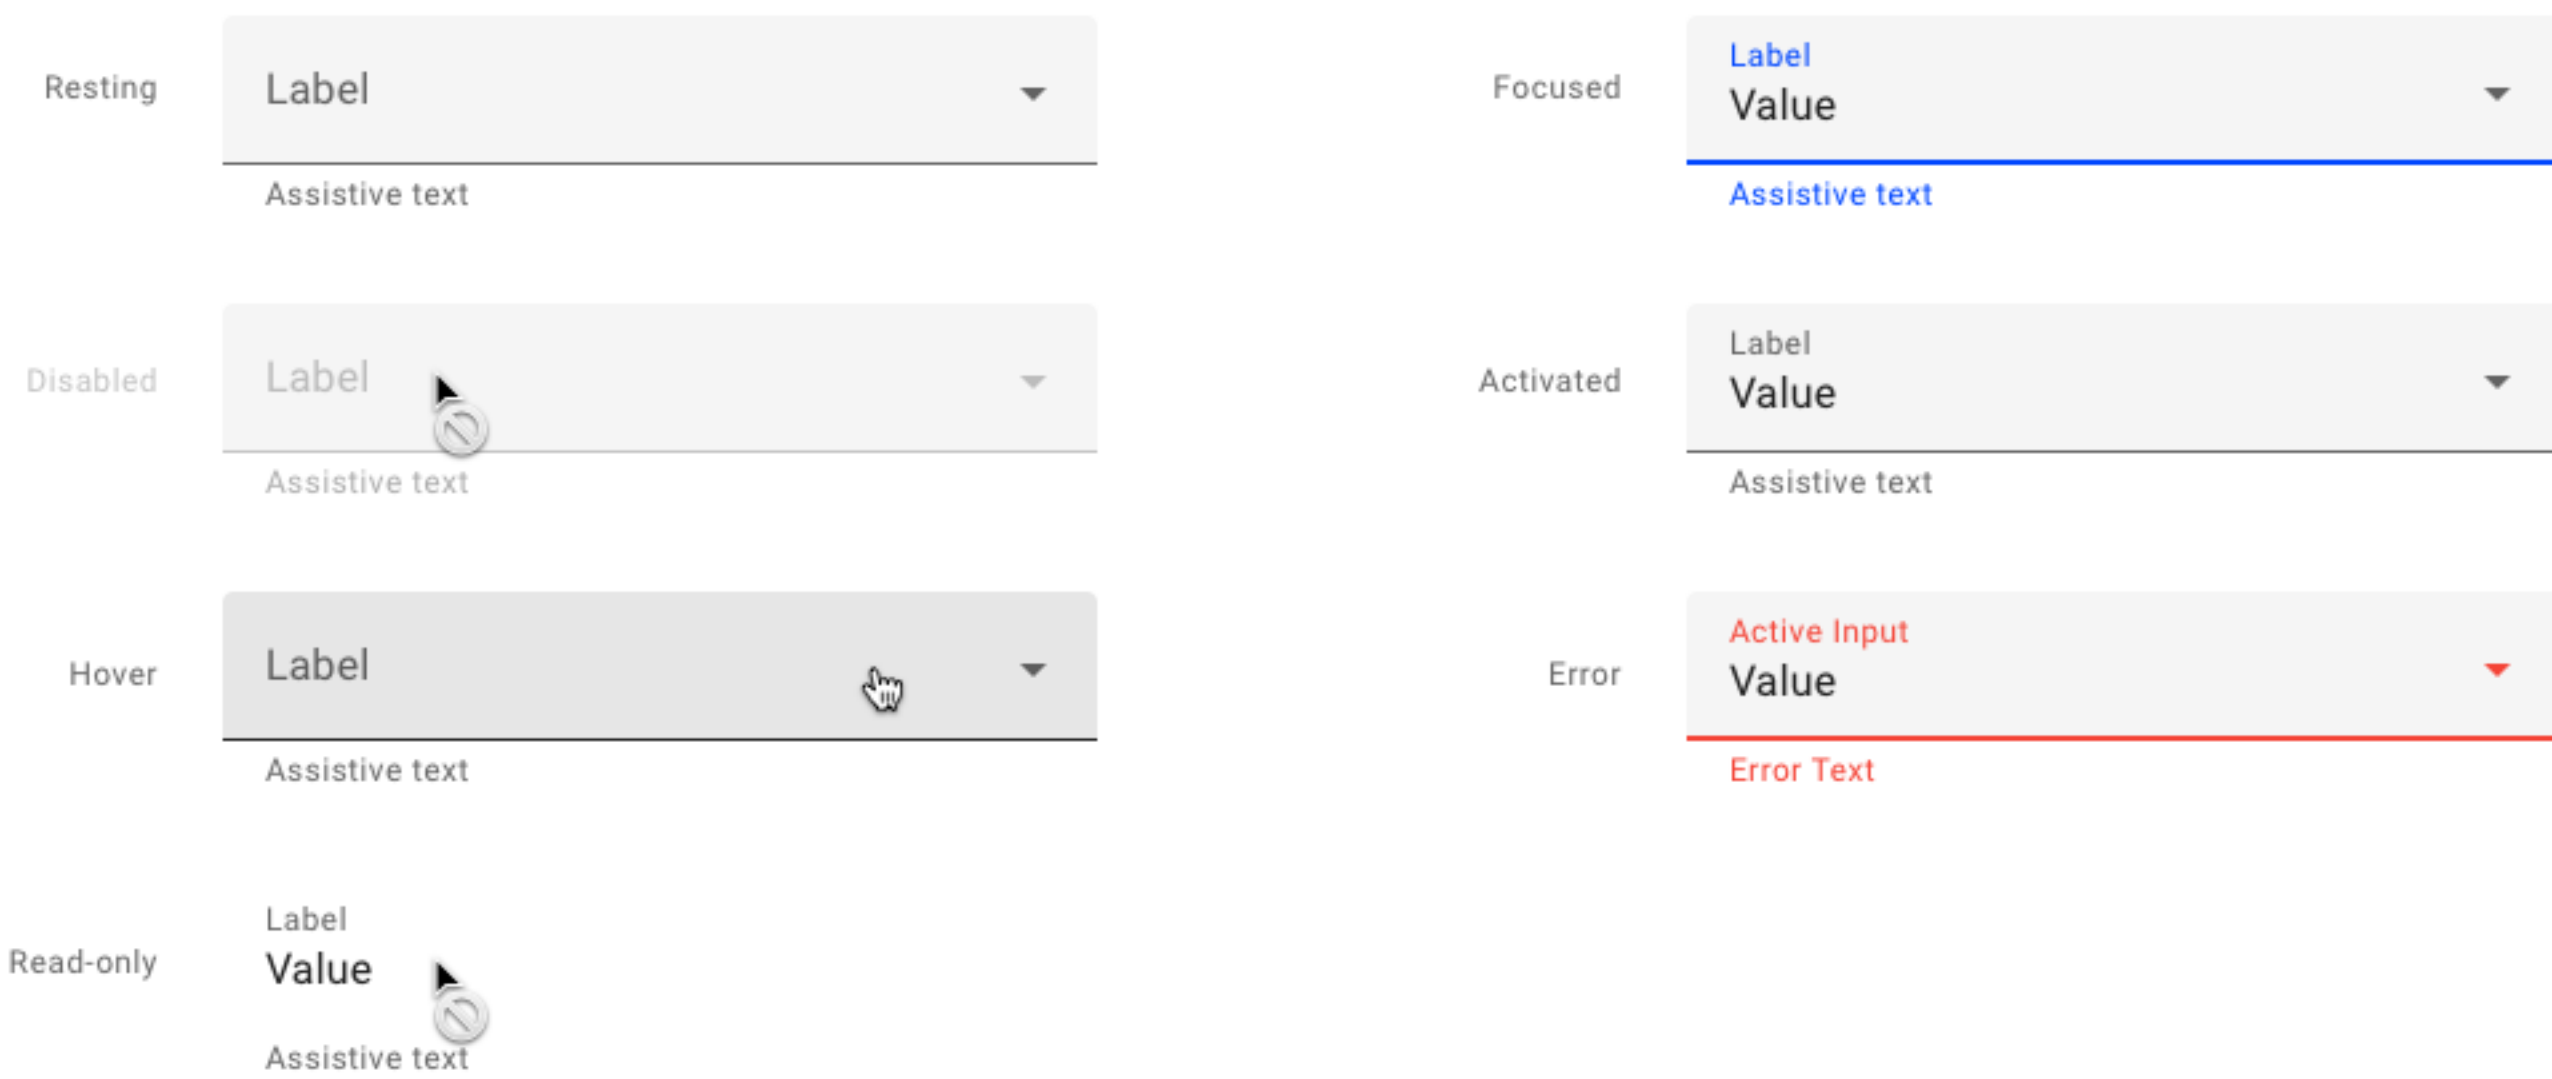 Resting
Label
Assistive text
Focused
Label
Value
Assistive text
Disabled
Label
Assistive text
Activated
Label
Value
Assistive text
Hover
Label
Assistive text
Error
Active Input
Value
Error Text
Read-only
Label
Value
Assistive text